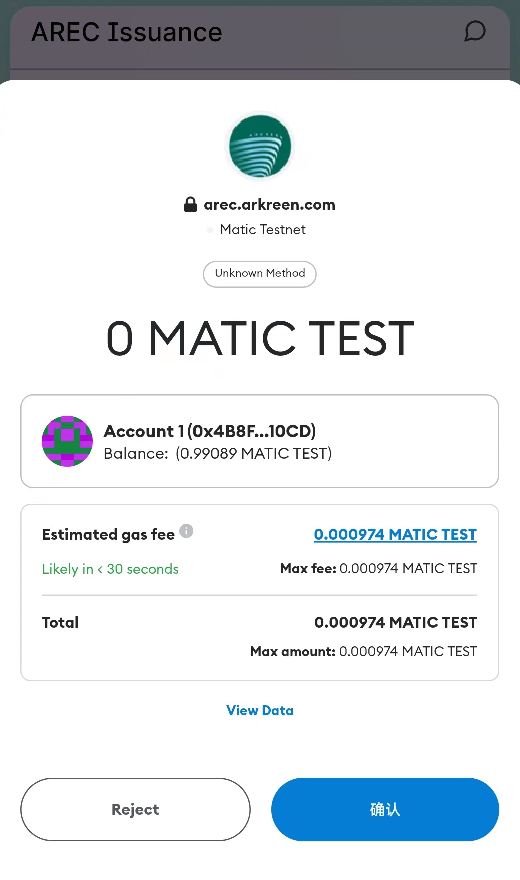 AREC Issuance
arec.arkreen.com
Matic Testnet
Unknown Method
0 MATIC TEST
Account 1 (0x4B8F...10CD)
Balance: (0.99089 MATIC TEST)
Estimated gas fee 0.000974 MATIC TEST
Likely in < 30 seconds Max fee: 0.000974 MATIC TEST
Total 0.000974 MATIC TEST
Max amount: 0.000974 MATIC TEST
View Data
Reject 确认